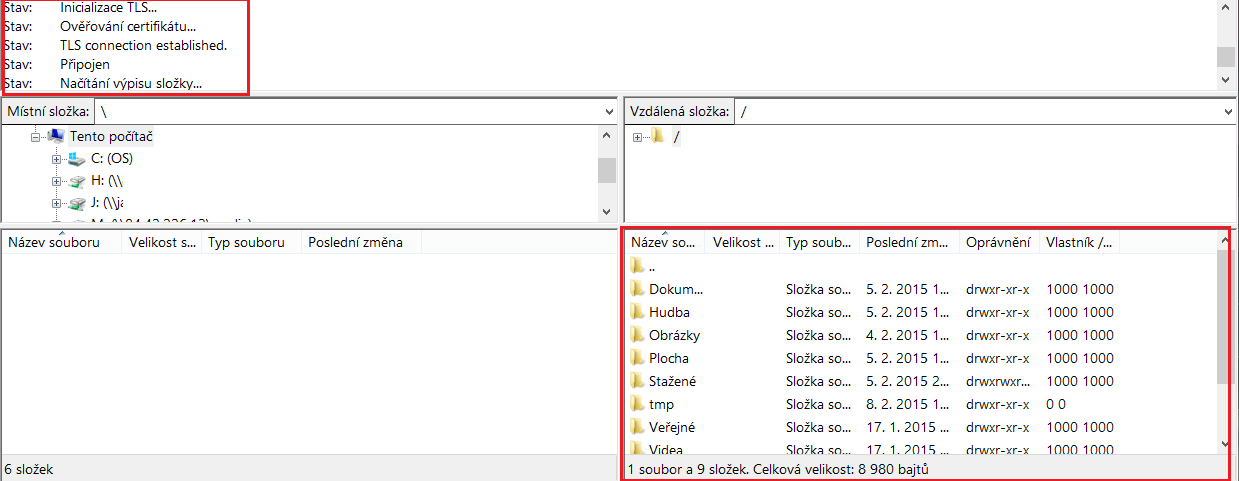 Stav: Inicializace TLS...
Stav: Ověřování certifikátu...
Stav: TLS connection established.
Stav: Připojen
Stav: Načítání výpisu složky...
Místní složka: \
Vzdálená složka: /
Tento počítač
C: (OS)
H: (\\
J: (\\ja
/
Název souboru Velikost s... Typ souboru Poslední změna
6 složek
Název so... Velikost ... Typ soub... Poslední zm... Oprávnění Vlastník /...
..
Dokum... Složka so... 5. 2. 2015 1... drwxr-xr-x 1000 1000
Hudba Složka so... 5. 2. 2015 1... drwxr-xr-x 1000 1000
Obrázky Složka so... 4. 2. 2015 1... drwxr-xr-x 1000 1000
Plocha Složka so... 5. 2. 2015 1... drwxr-xr-x 1000 1000
Stažené Složka so... 5. 2. 2015 2... drwxrwxr... 1000 1000
tmp Složka so... 8. 2. 2015 1... drwxr-xr-x 0 0
Veřejné Složka so... 17. 1. 2015 ... drwxr-xr-x 1000 1000
Videa Složka so... 17. 1. 2015 ... drwxr-xr-x 1000 1000
1 soubor a 9 složek. Celková velikost: 8 980 bajtů